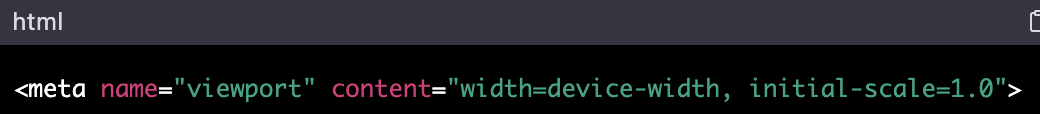 html
<meta name="viewport" content="width=device-width, initial-scale=1.0">